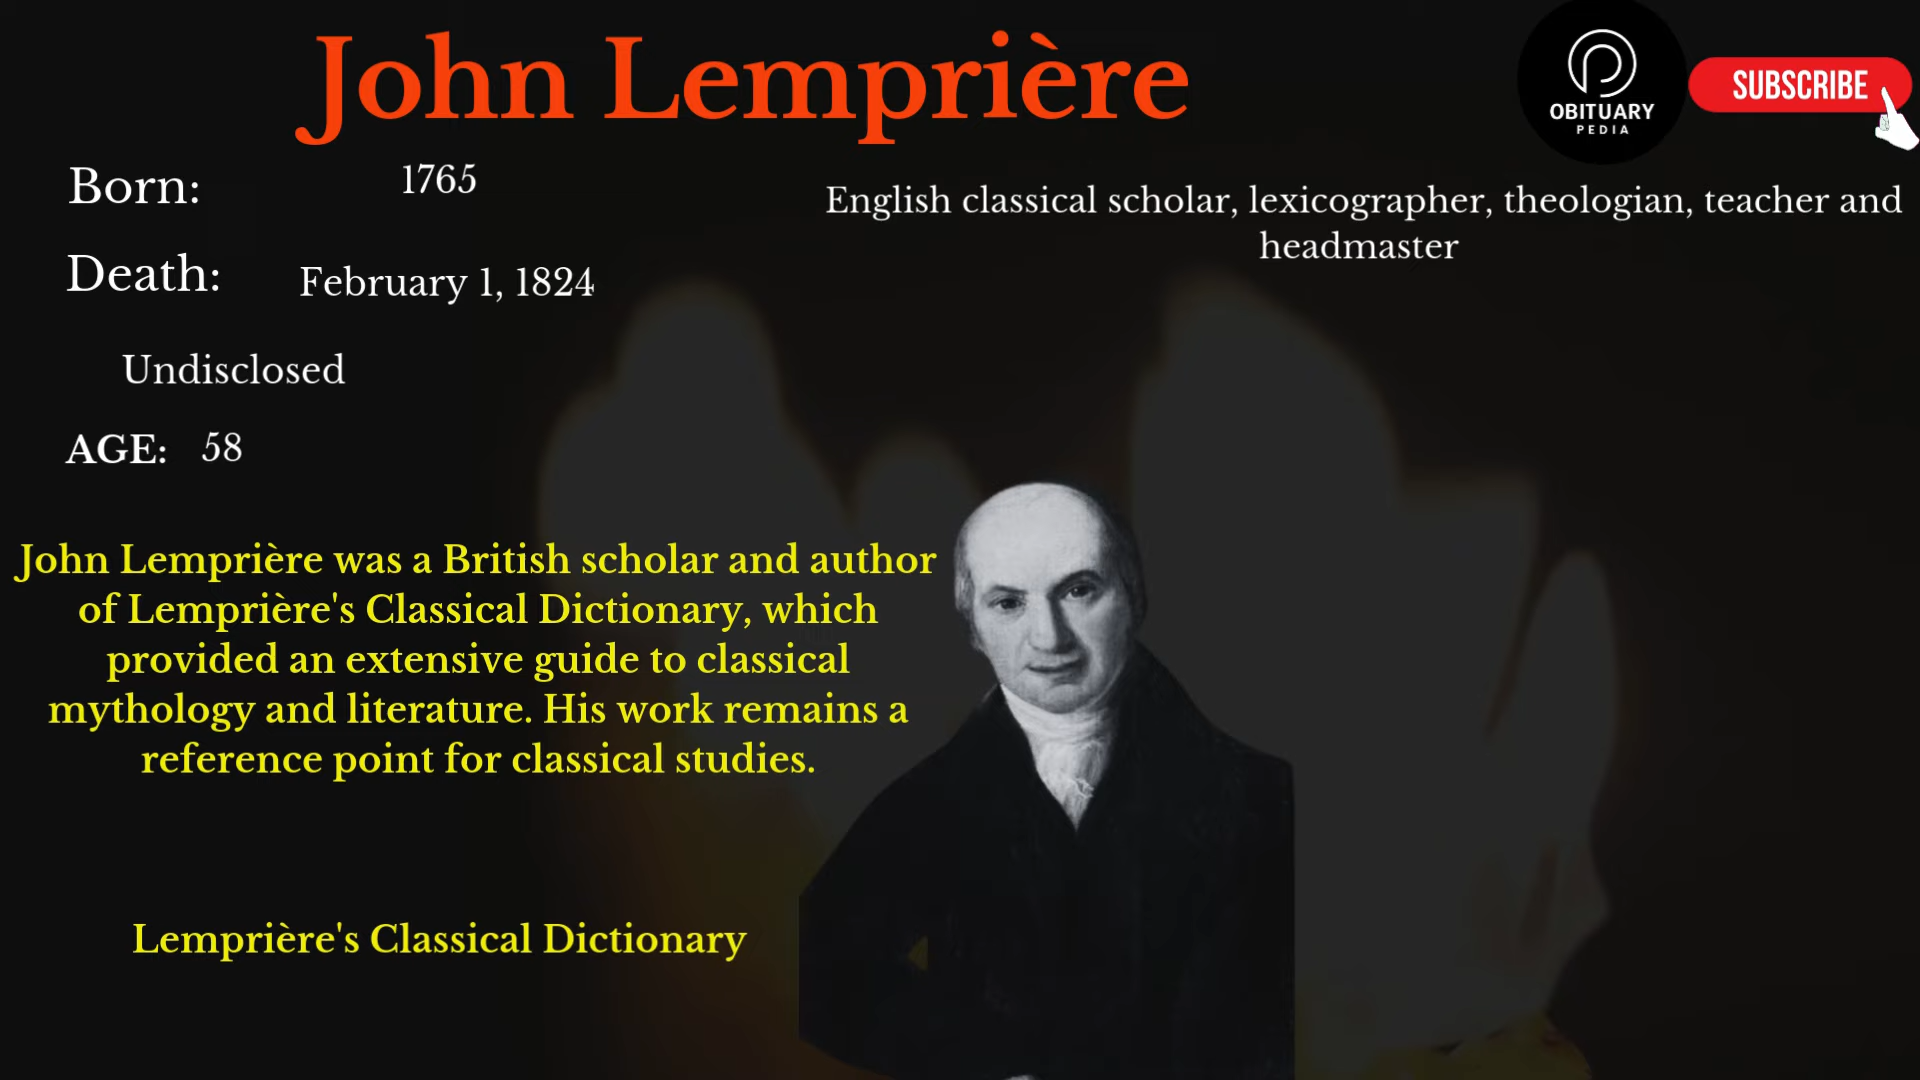 John Lemprière
OBITUARY
PEDIA
SUBSCRIBE
Born:
1765
English classical scholar, lexicographer, theologian, teacher and
headmaster
Death:
February 1, 1824
Undisclosed
AGE:
58
John Lemprière was a British scholar and author
of Lemprière's Classical Dictionary, which
provided an extensive guide to classical
mythology and literature. His work remains a
reference point for classical studies.
Lemprière's Classical Dictionary